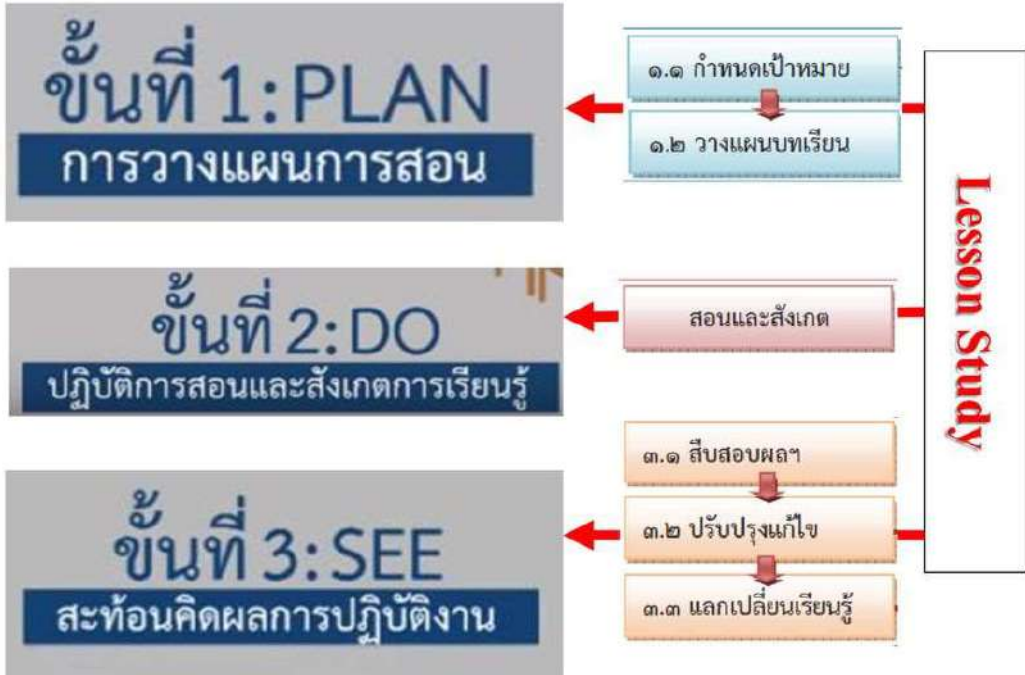 ขั้นที่ 1: PLAN
การวางแผนการสอน
๑.๑ กำหนดเป้าหมาย
๑.๒ วางแผนบทเรียน
ขั้นที่ 2: DO
ปฏิบัติการสอนและสังเกตการเรียนรู้
สอนและสังเกต
ขั้นที่ 3: SEE
สะท้อนคิดผลการปฏิบัติงาน
๓.๑ สืบสอบผลฯ
๓.๒ ปรับปรุงแก้ไข
๓.๓ แลกเปลี่ยนเรียนรู้
Lesson Study